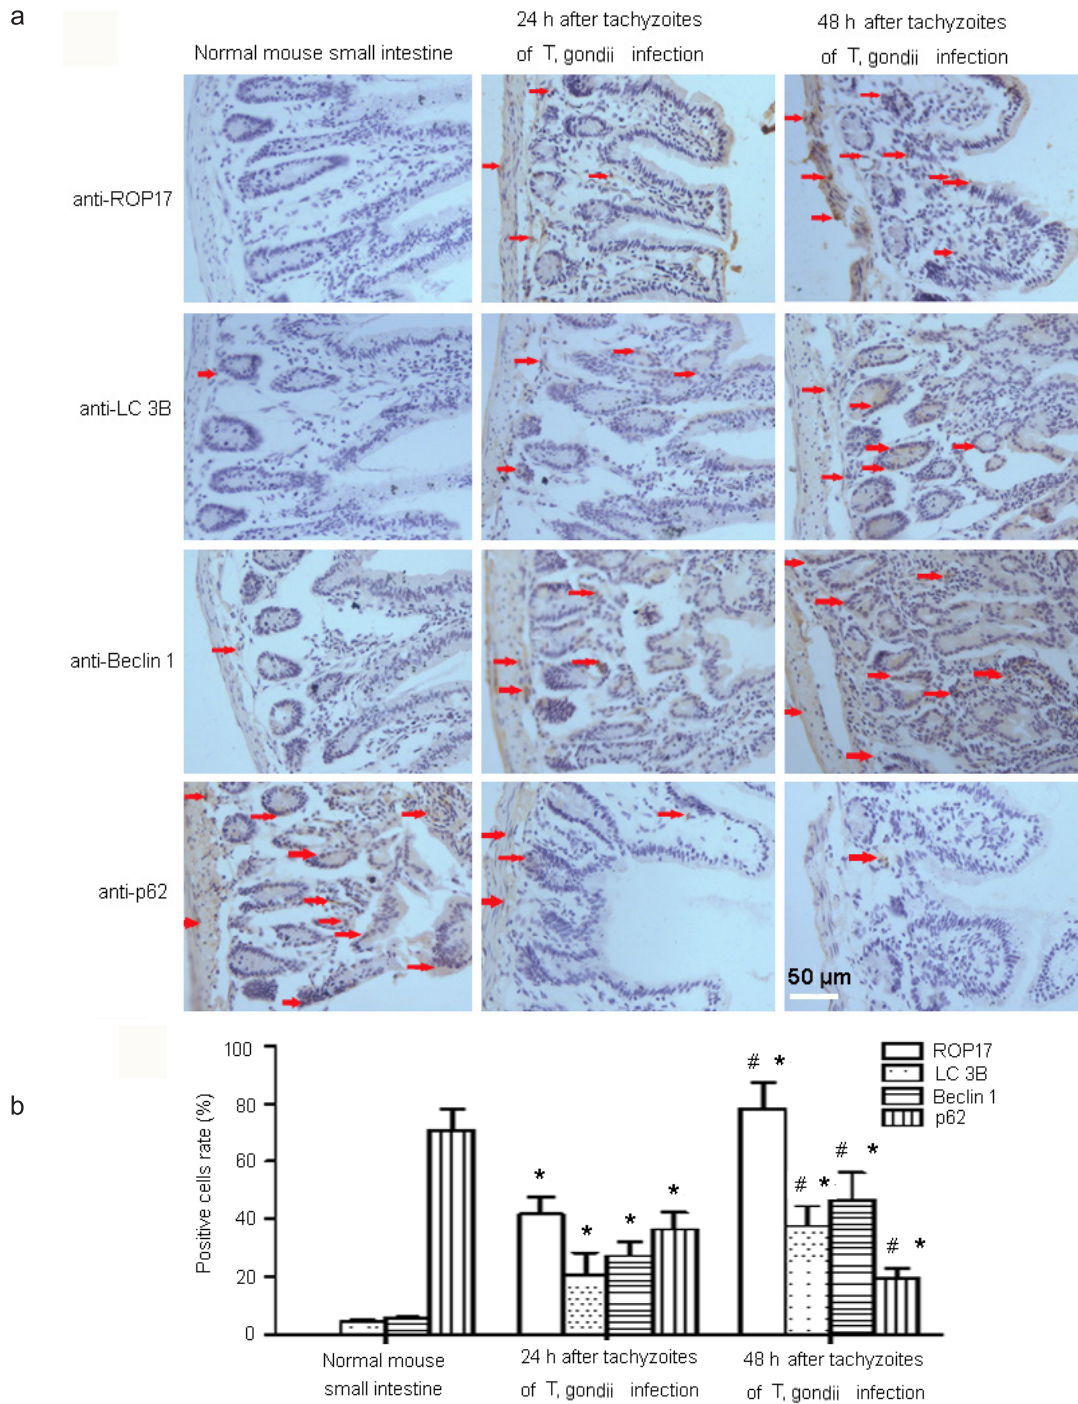 a
Normal mouse small intestine
24 h after tachyzoites
of T, gondii infection
48 h after tachyzoites
of T, gondii infection
anti-ROP17
anti-LC 3B
anti-Beclin 1
anti-p62
50 µm
b
Positive cells rate (%)
100
80
60
40
20
0
* * * *
# * # * # * # *
ROP17
LC 3B
Beclin 1
p62
Normal mouse
small intestine
24 h after tachyzoites
of T, gondii infection
48 h after tachyzoites
of T, gondii infection